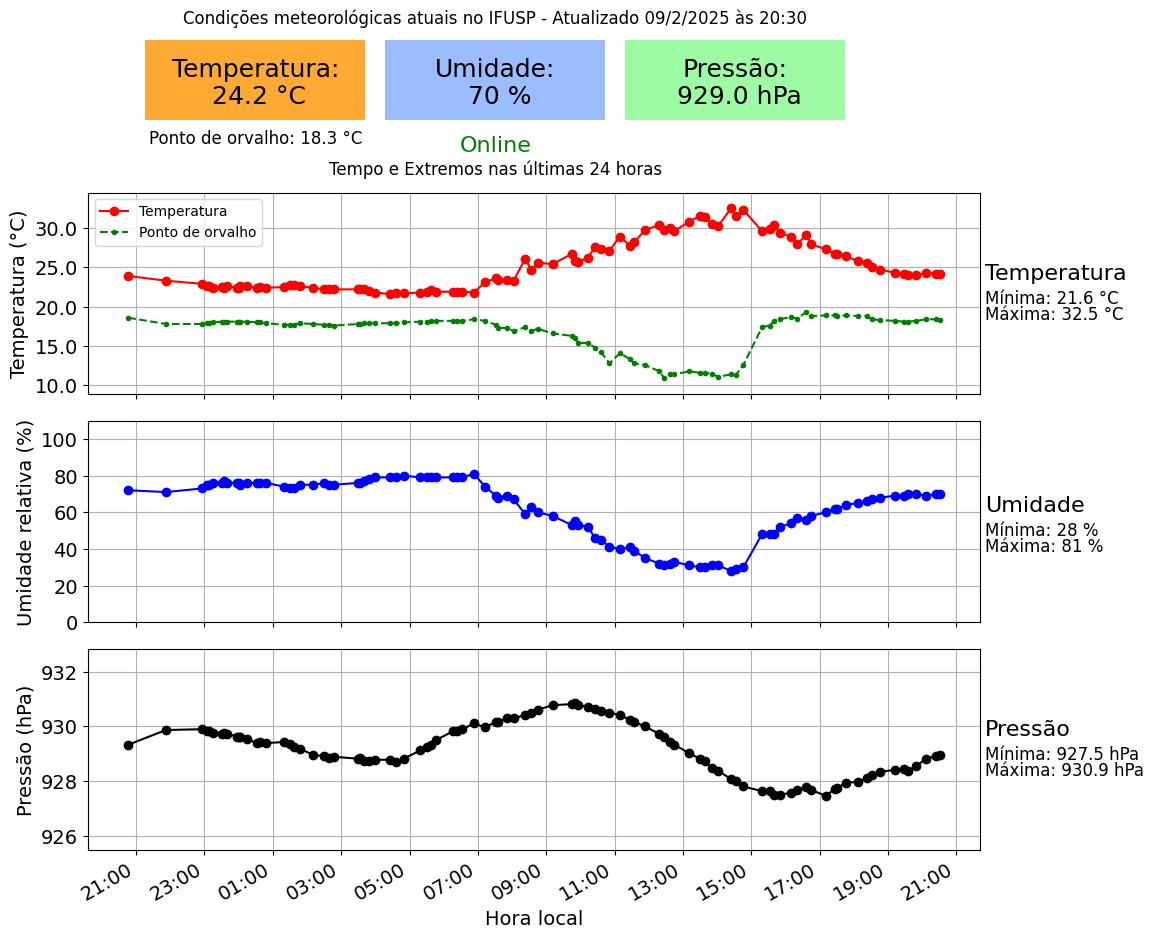 Condições meteorológicas atuais no IFUSP - Atualizado 09/2/2025 às 20:30
Temperatura:
24.2 °C
Umidade:
70 %
Pressão:
929.0 hPa
Ponto de orvalho: 18.3 °C
Online
Tempo e Extremos nas últimas 24 horas
Temperatura (°C)
30.0
25.0
20.0
15.0
10.0
Temperatura
Ponto de orvalho
Temperatura
Mínima: 21.6 °C
Máxima: 32.5 °C
Umidade relativa (%)
100
80
60
40
20
0
Umidade
Mínima: 28 %
Máxima: 81 %
Pressão (hPa)
932
930
928
926
Pressão
Mínima: 927.5 hPa
Máxima: 930.9 hPa
21:00 23:00 01:00 03:00 05:00 07:00 09:00 11:00 13:00 15:00 17:00 19:00 21:00
Hora local